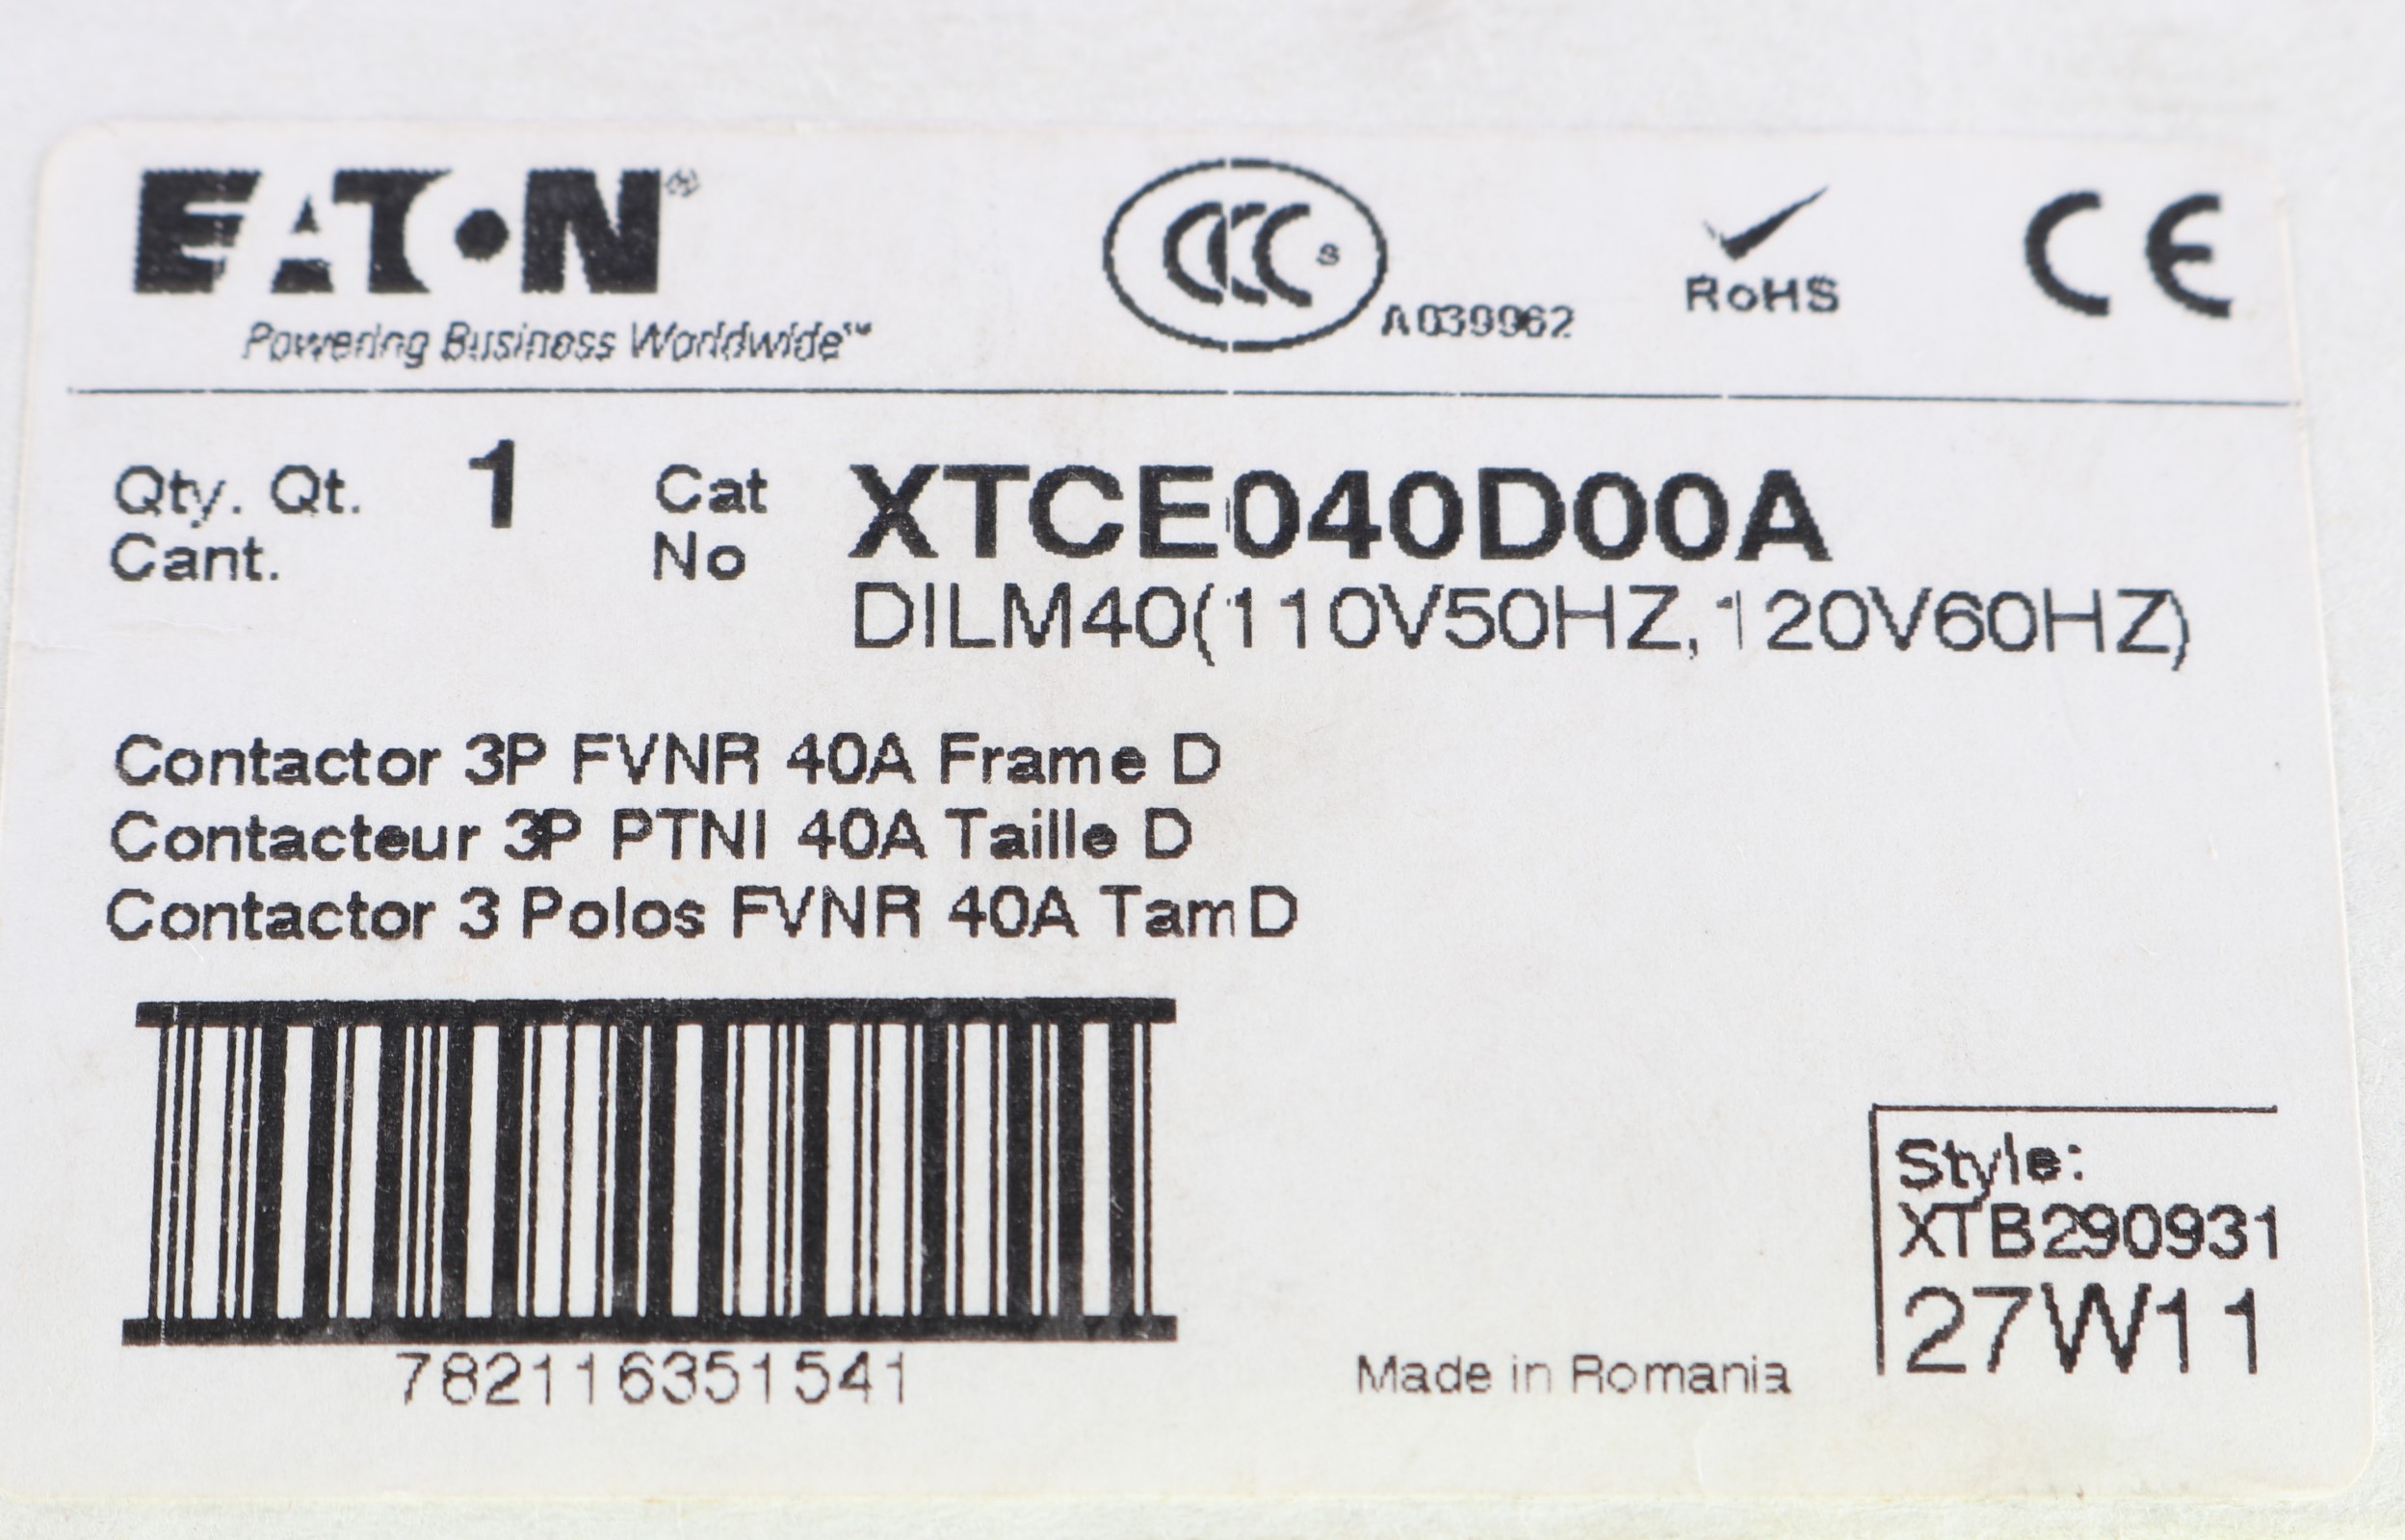 EATON®
Powering Business Worldwide™
CCC S A039962
RoHS
CE
Qty. Qt. 1
Cant.
Cat
No
XTCE040D00A
DILM40(110V50HZ,120V60HZ)
Contactor 3P FVNR 40A Frame D
Contacteur 3P PTNI 40A Taille D
Contactor 3 Polos FVNR 40A Tam D
782116351541
Made in Romania
Style:
XTB290931
27W11